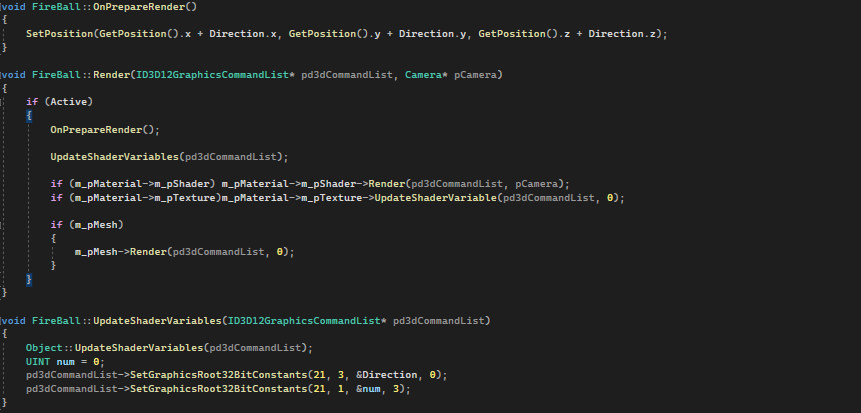 void FireBall::OnPrepareRender()
{
SetPosition(GetPosition().x + Direction.x, GetPosition().y + Direction.y, GetPosition().z + Direction.z);
}
void FireBall::Render(ID3D12GraphicsCommandList* pd3dCommandList, Camera* pCamera)
{
if (Active)
{
OnPrepareRender();
UpdateShaderVariables(pd3dCommandList);
if (m_pMaterial->m_pShader) m_pMaterial->m_pShader->Render(pd3dCommandList, pCamera);
if (m_pMaterial->m_pTexture)m_pMaterial->m_pTexture->UpdateShaderVariable(pd3dCommandList, 0);
if (m_pMesh)
{
m_pMesh->Render(pd3dCommandList, 0);
}
}
}
void FireBall::UpdateShaderVariables(ID3D12GraphicsCommandList* pd3dCommandList)
{
Object::UpdateShaderVariables(pd3dCommandList);
UINT num = 0;
pd3dCommandList->SetGraphicsRoot32BitConstants(21, 3, &Direction, 0);
pd3dCommandList->SetGraphicsRoot32BitConstants(21, 1, &num, 3);
}